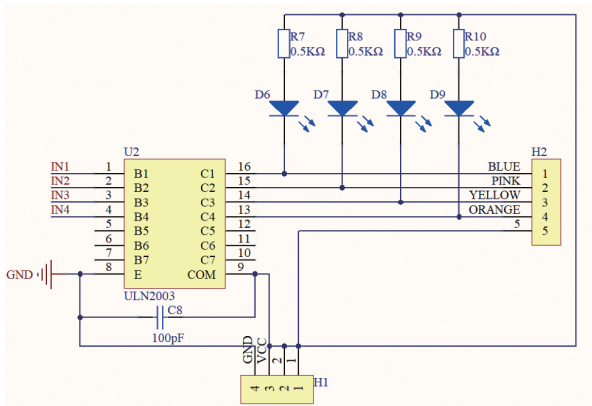 R7 R8 R9 R10
0.5KΩ 0.5KΩ 0.5KΩ 0.5KΩ
D6 D7 D8 D9
U2 H2
IN1 1 B1 C1 16 BLUE 1
IN2 2 B2 C2 15 PINK 2
IN3 3 B3 C3 14 YELLOW 3
IN4 4 B4 C4 13 ORANGE 4
5 B5 C5 12 5 5
6 B6 C6 11
7 B7 C7 10
GND 8 E COM 9
ULN2003
C8
100pF
GND VCC 2 1
4 3 2 1 H1